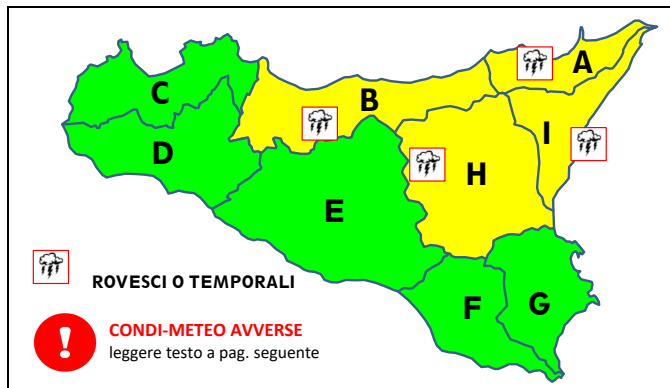 A
B
C
I
D
H
E
ROVESCI O TEMPORALI
F
G
!
CONDI-METEO AVVERSE
leggere testo a pag. seguente